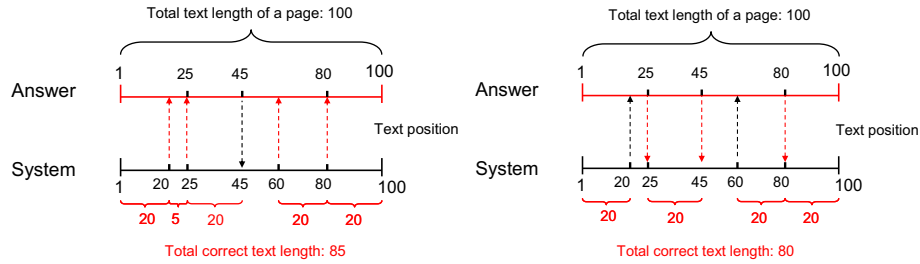 Total text length of a page: 100
1 25 45 80 100
Answer
Text position
System
1 20 25 45 60 80 100
20 5 20 20 20
Total correct text length: 85
Total text length of a page: 100
1 25 45 80 100
Answer
Text position
System
1 20 25 45 60 80 100
20 20 20 20
Total correct text length: 80